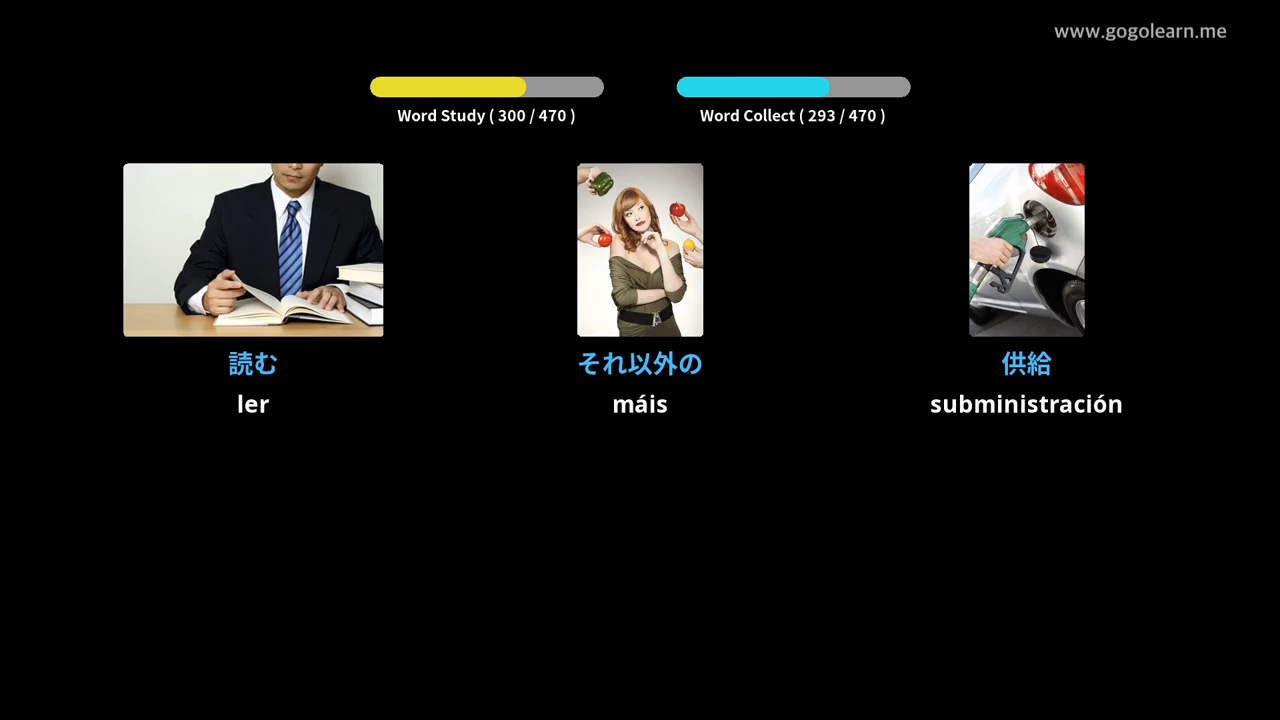 www.gogolearn.me
Word Study ( 300 / 470 )
Word Collect ( 293 / 470 )
読む
それ以外の
供給
ler
máis
subministración